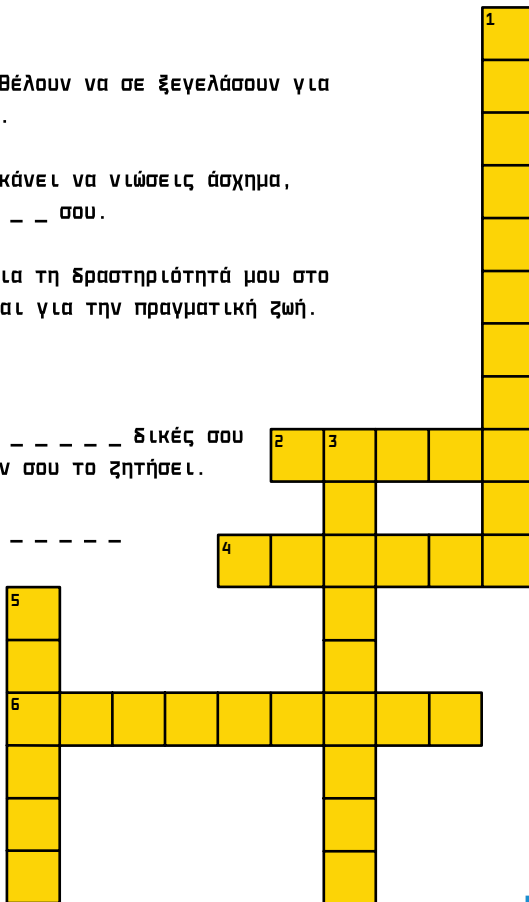 θέλουν να σε ξεγελάσουν για
.
κάνει να νιώσεις άσχημα,
_ _ σου.
ια τη δραστηριότητά μου στο
αι για την πραγματική ζωή.
_ _ _ _ _ δικές σου
ν σου το ζητήσει.
_ _ _ _ _
1
2 3
4
5
6